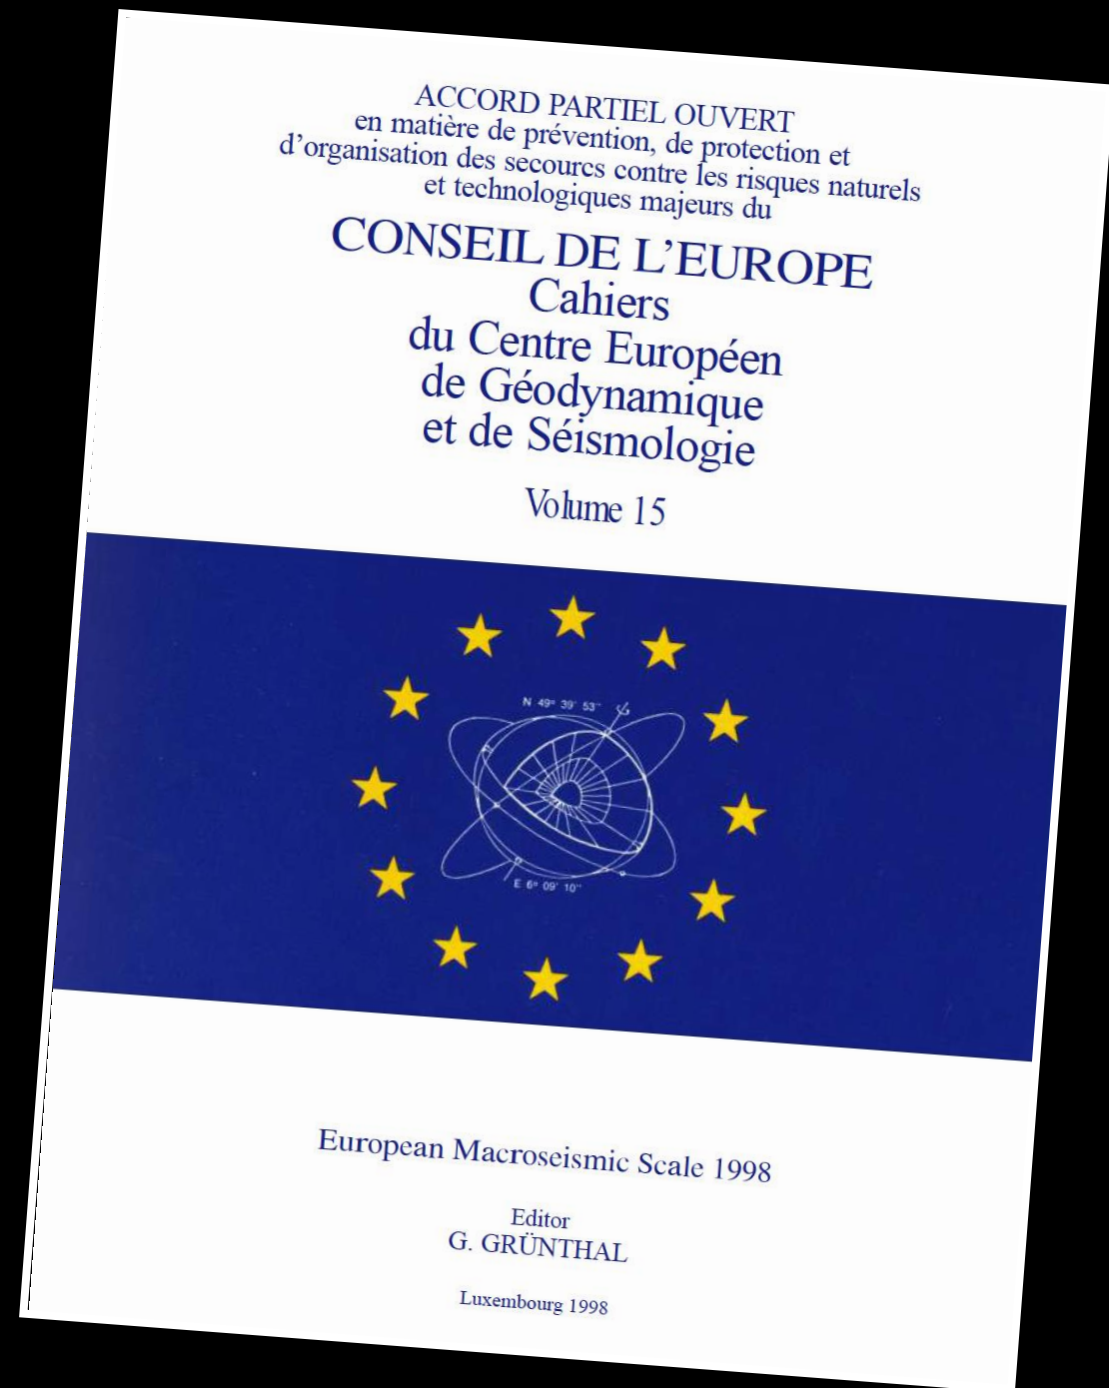 ACCORD PARTIEL OUVERT
en matière de prévention, de protection et
d'organisation des secours contre les risques naturels
et technologiques majeurs du
CONSEIL DE L'EUROPE
Cahiers
du Centre Européen
de Géodynamique
et de Séismologie
Volume 15
N 49º 39' 53''
E 6º 09' 10''
European Macroseismic Scale 1998
Editor
G. GRÜNTHAL
Luxembourg 1998